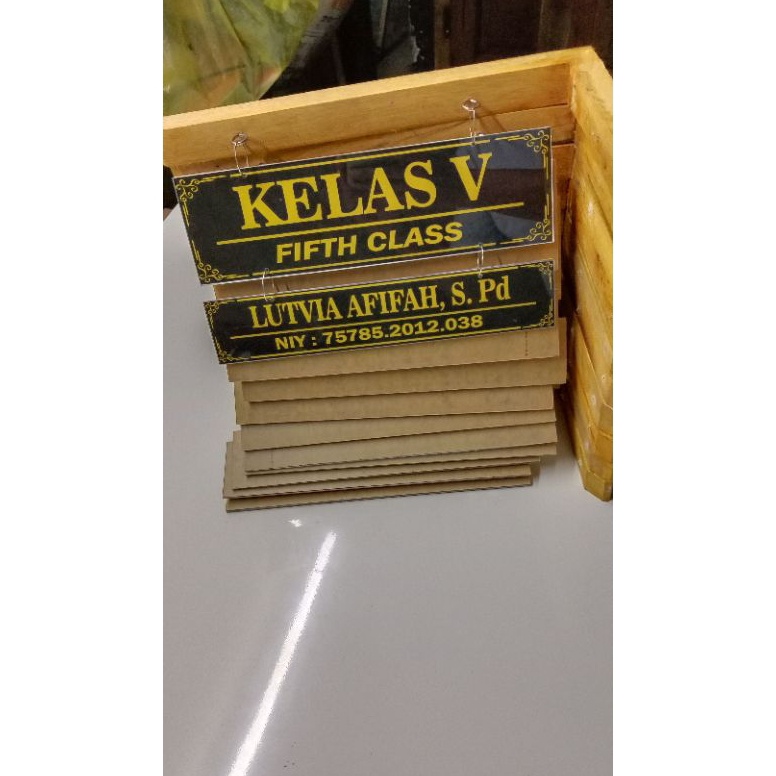 KELAS V
FIFTH CLASS
LUTVIA AFIFAH, S. Pd
NIY : 75785.2012.038